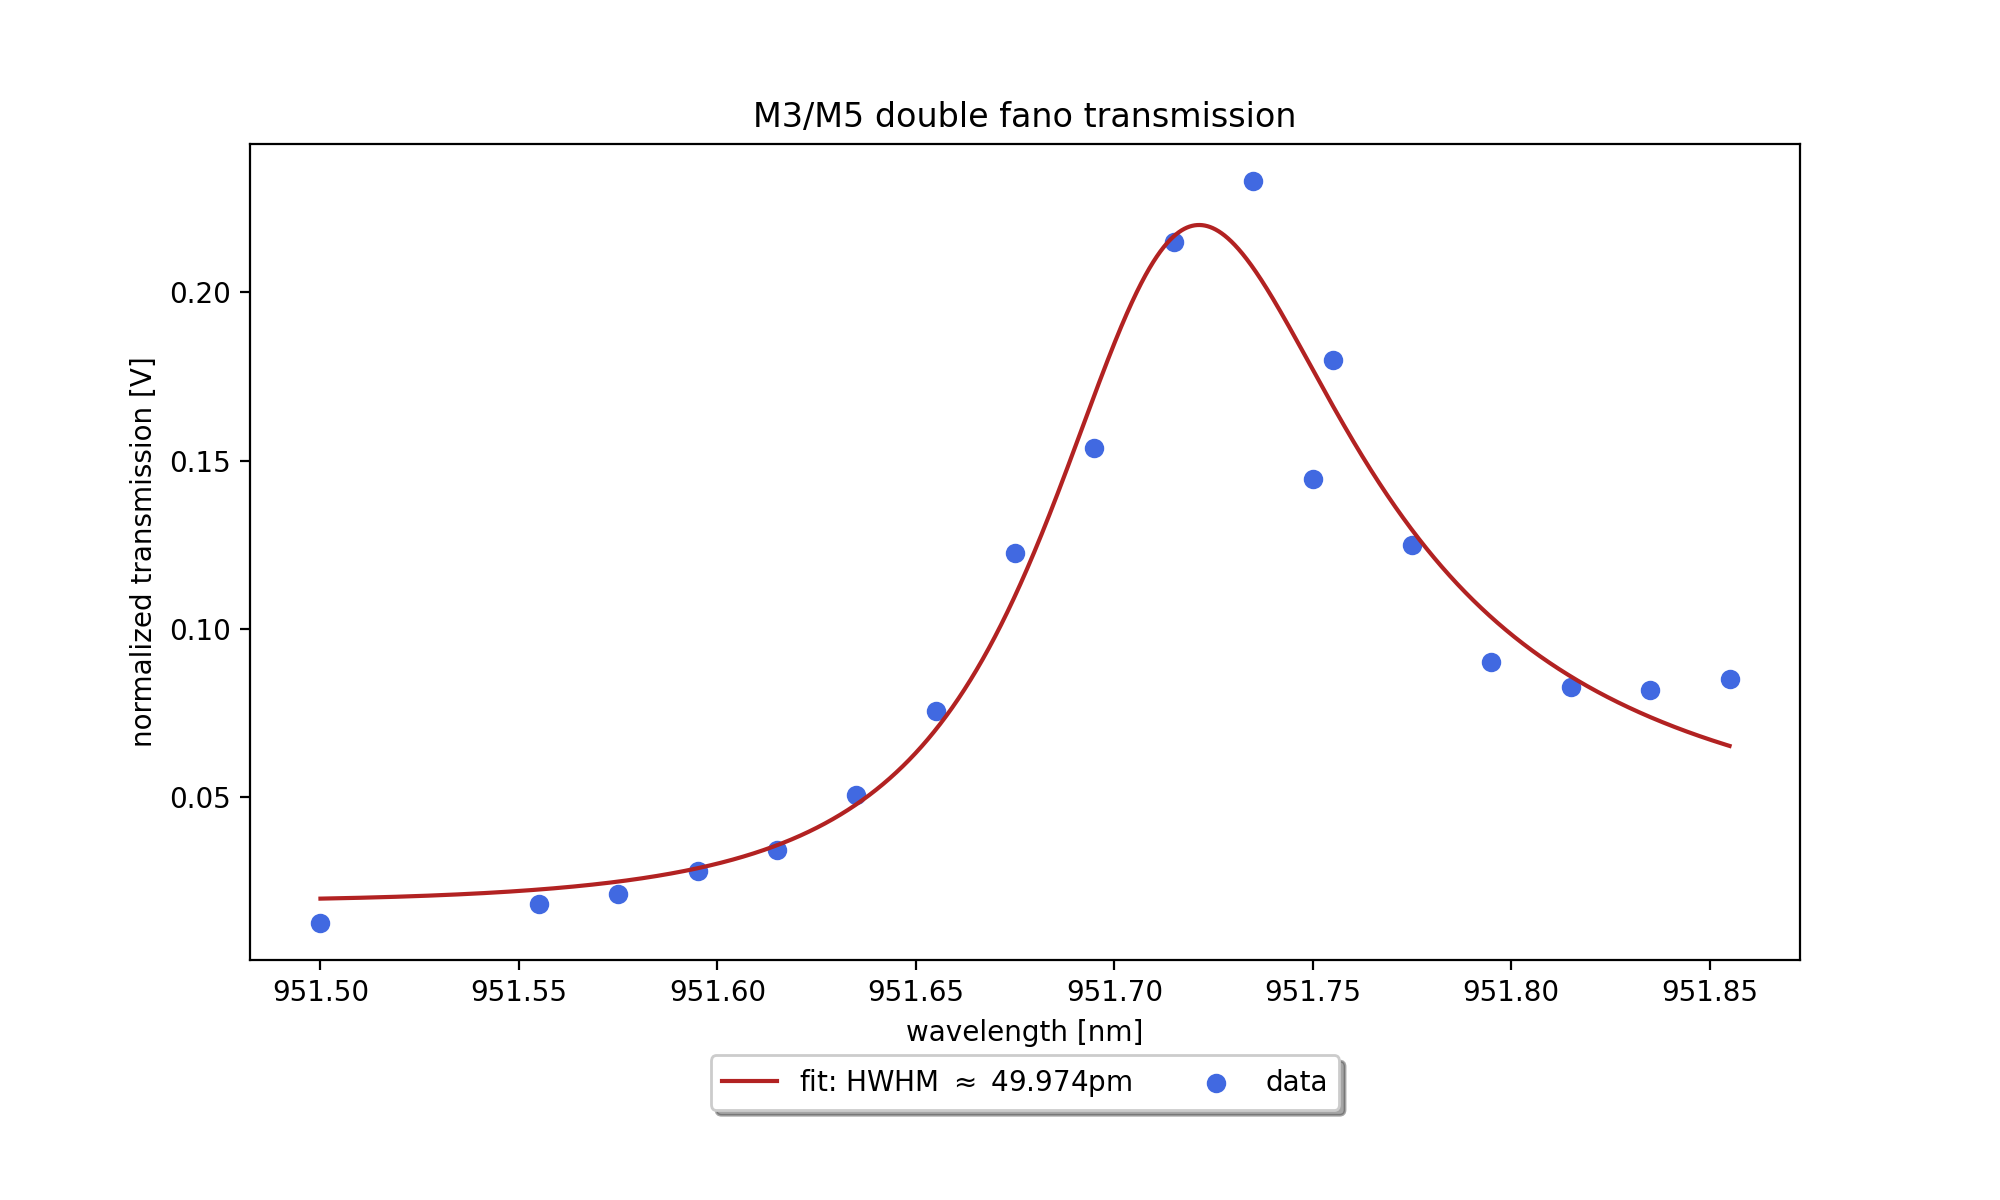 M3/M5 double fano transmission
normalized transmission [V]
0.20
0.15
0.10
0.05
951.50 951.55 951.60 951.65 951.70 951.75 951.80 951.85
wavelength [nm]
fit: HWHM ≈ 49.974pm data